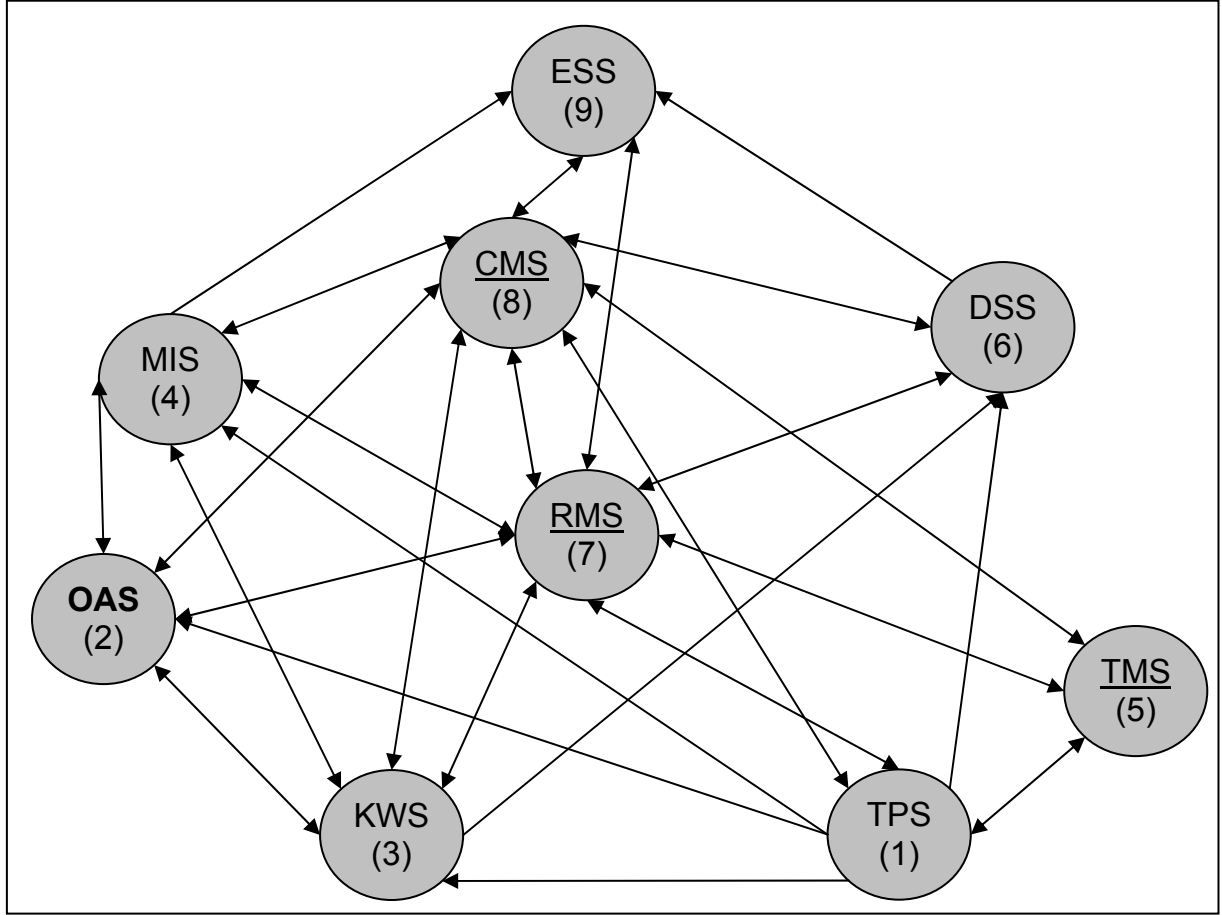 ESS
(9)
CMS
(8)
DSS
(6)
MIS
(4)
RMS
(7)
OAS
(2)
TMS
(5)
KWS
(3)
TPS
(1)